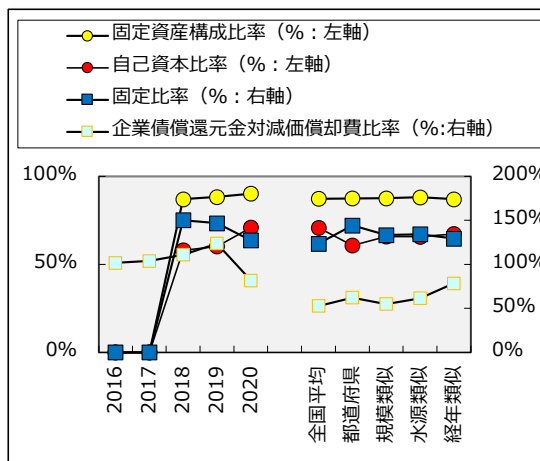 固定資産構成比率（%：左軸）
自己資本比率（%：左軸）
固定比率（%：右軸）
企業債償還元金対減価償却費比率（%:右軸）
100%
50%
0%
200%
150%
100%
50%
0%
2016
2017
2018
2019
2020
全国平均
都道府県
規模類似
水源類似
経年類似